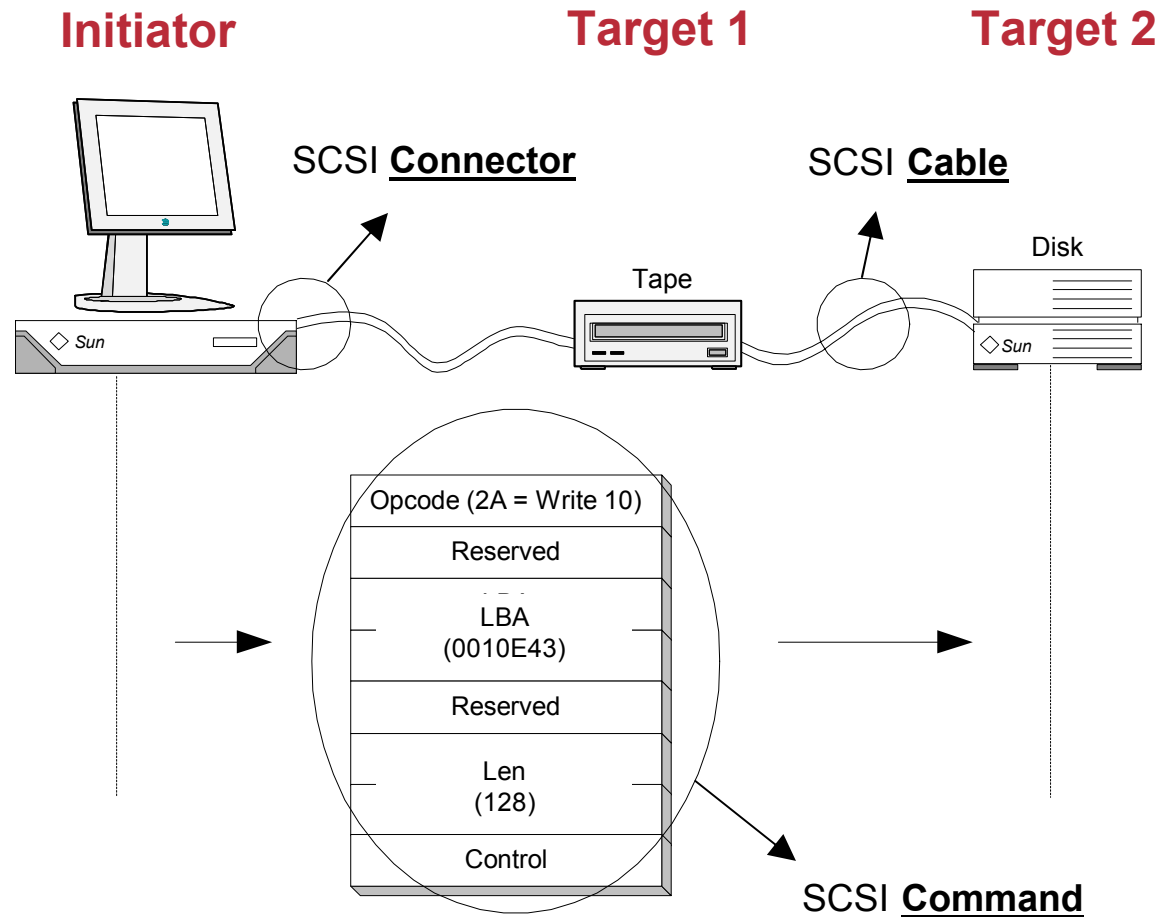 Initiator
Target 1
Target 2
SCSI Connector
SCSI Cable
Disk
Tape
Sun
Sun
Opcode (2A = Write 10)
Reserved
LBA
(0010E43)
Reserved
Len
(128)
Control
SCSI Command